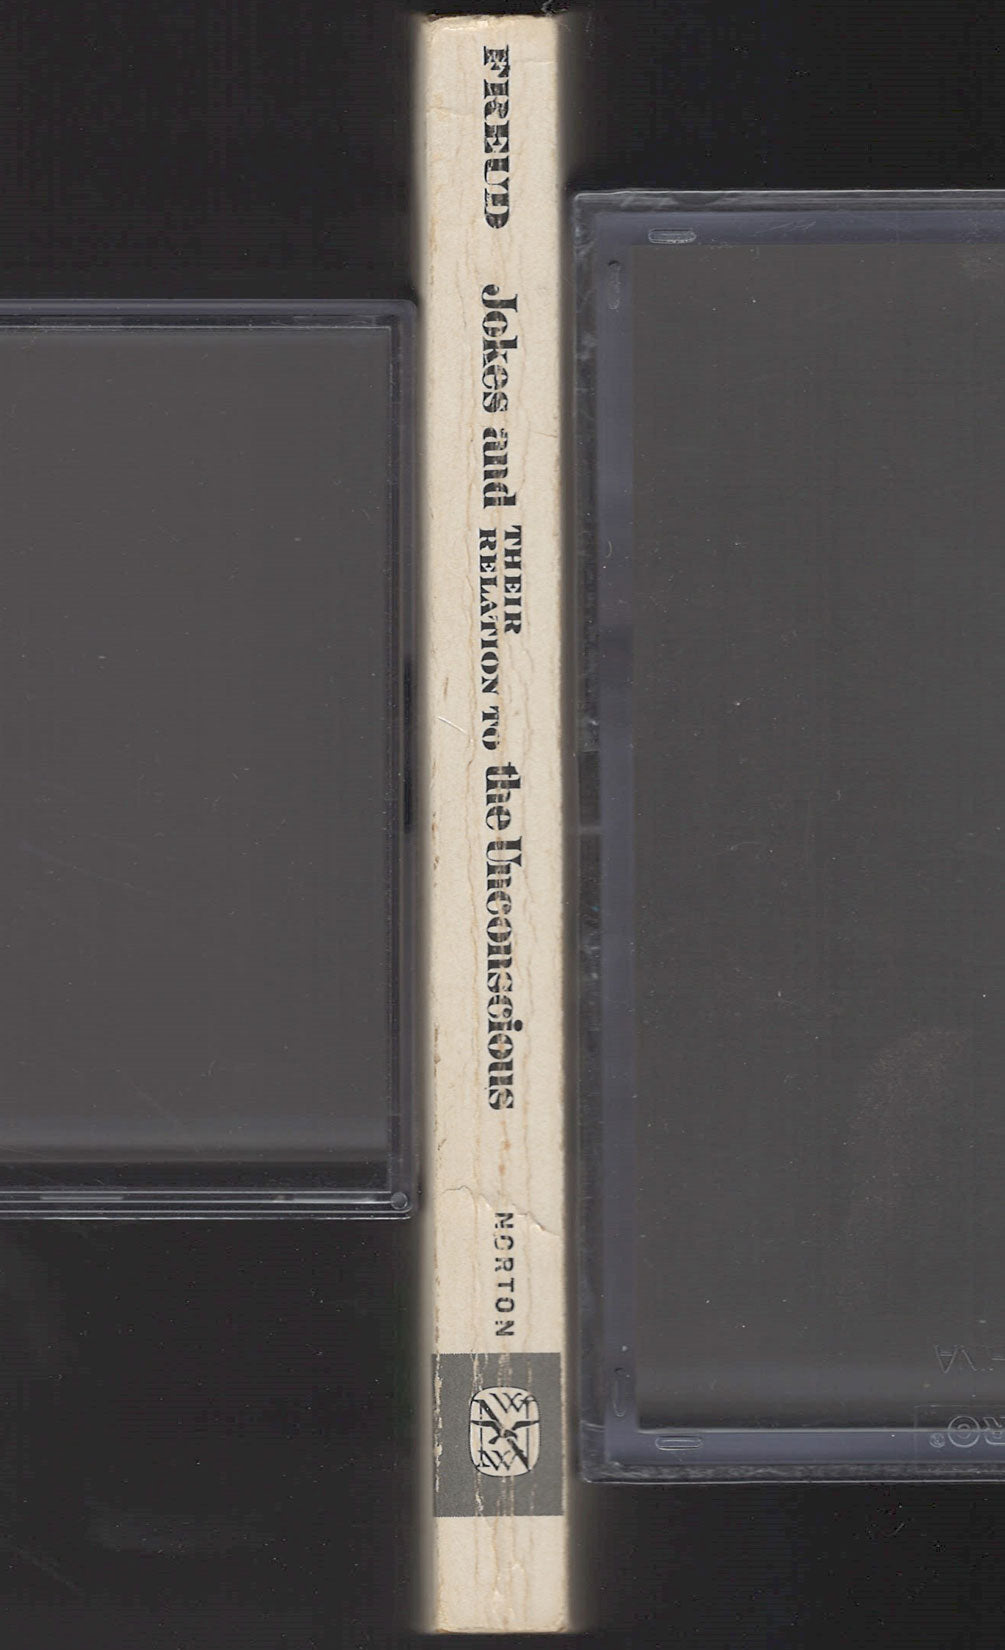 FREUD
Jokes and
THEIR
RELATION TO
the Unconscious
NORTON